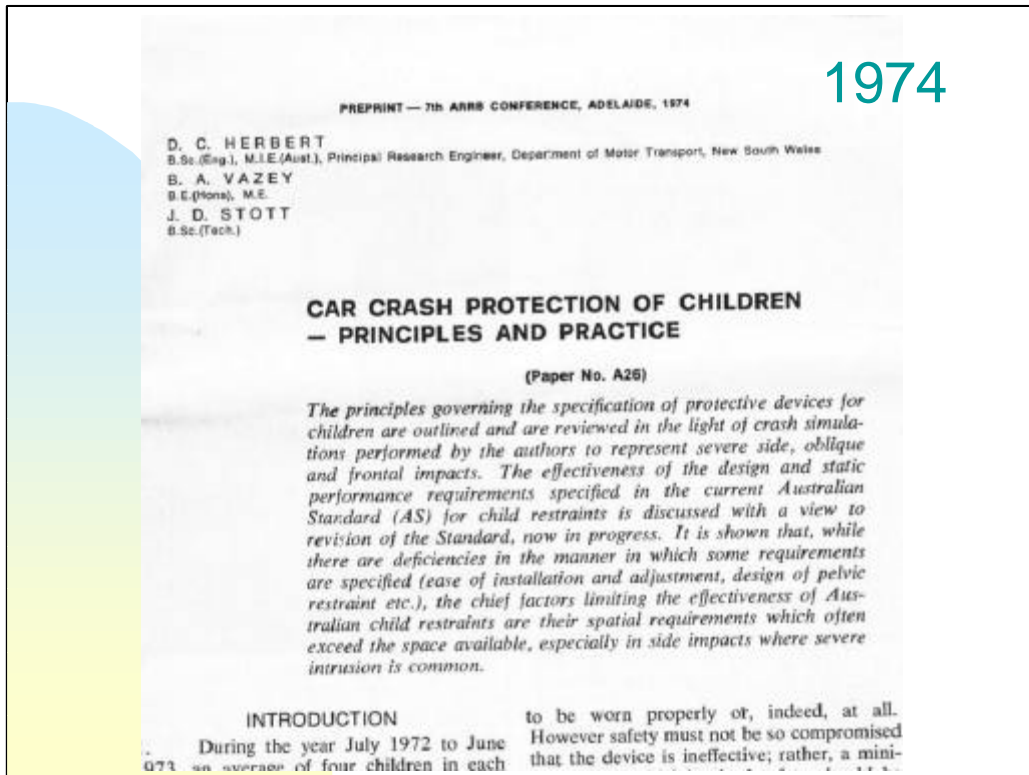 1974
PREPRINT — 7th ARRB CONFERENCE, ADELAIDE, 1974
D. C. HERBERT
B.Sc.(Eng.), M.I.E.(Aust.), Principal Research Engineer, Department of Motor Transport, New South Wales
B. A. VAZEY
B.E.(Hons), M.E.
J. D. STOTT
B.Sc.(Tech.)
CAR CRASH PROTECTION OF CHILDREN
— PRINCIPLES AND PRACTICE
(Paper No. A26)
The principles governing the specification of protective devices for
children are outlined and are reviewed in the light of crash simula-
tions performed by the authors to represent severe side, oblique
and frontal impacts. The effectiveness of the design and static
performance requirements specified in the current Australian
Standard (AS) for child restraints is discussed with a view to
revision of the Standard, now in progress. It is shown that, while
there are deficiencies in the manner in which some requirements
are specified (ease of installation and adjustment, design of pelvic
restraint etc.), the chief factors limiting the effectiveness of Aus-
tralian child restraints are their spatial requirements which often
exceed the space available, especially in side impacts where severe
intrusion is common.
INTRODUCTION
. During the year July 1972 to June
973 an average of four children in each
to be worn properly or, indeed, at all.
However safety must not be so compromised
that the device is ineffective; rather, a mini-